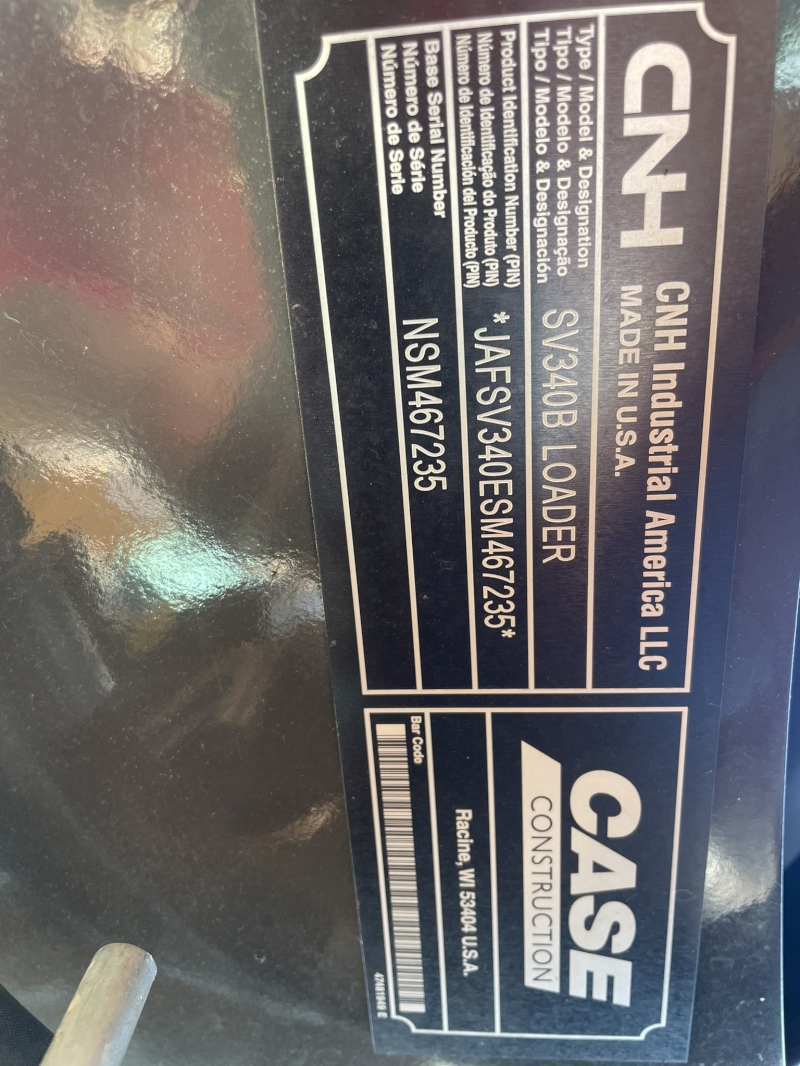 CNH
CNH Industrial America LLC
MADE IN U.S.A.
Type / Model & Designation
Tipo / Modelo & Designação
Tipo / Modelo & Designación
SV340B LOADER
Product Identification Number (PIN)
Número de Identificação do Produto (PIN)
Número de Identificación del Producto (PIN)
*JAFSV340ESM467235*
Base Serial Number
Número de Série
Número de Serie
NSM467235
CASE
CONSTRUCTION
Racine, WI 53404 U.S.A.
Bar Code
47481949 E